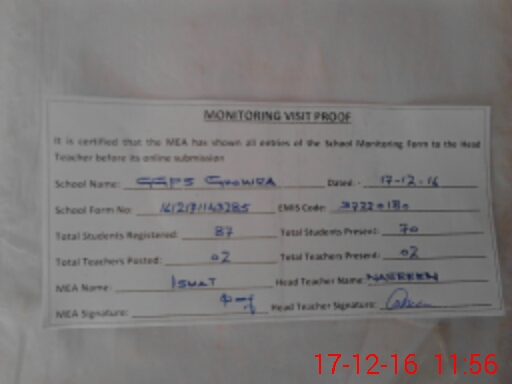 MONITORING VISIT PROOF
It is certified that the MEA has shown all entries of the School Monitoring Form to the Head
Teacher before its online submission
School Name: GGPS Dated:- 17-12-16
School Form No: EMIS Code: 37220180
Total Students Registered: 87 Total Students Present: 70
Total Teachers Posted: 02 Total Teachers Present: 02
MEA Name: ISMAT Head Teacher Name: NASREEN
MEA Signature: Head Teacher Signature:
17-12-16 11:56